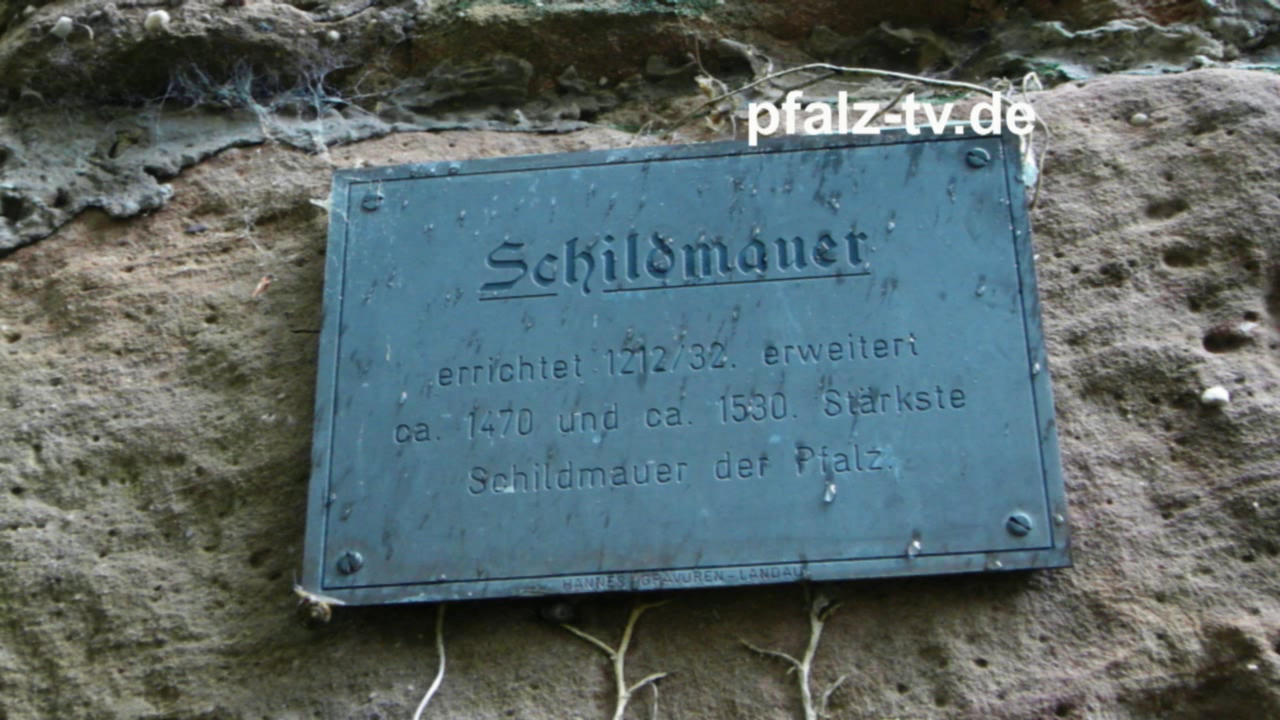 pfalz-tv.de
Schildmauer
errichtet 1212/32. erweitert
ca. 1470 und ca. 1530. Stärkste
Schildmauer der Pfalz.
HANNES GRAVUREN - LANDAU